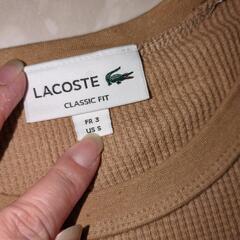 LACOSTE
CLASSIC FIT
FR 3
US S